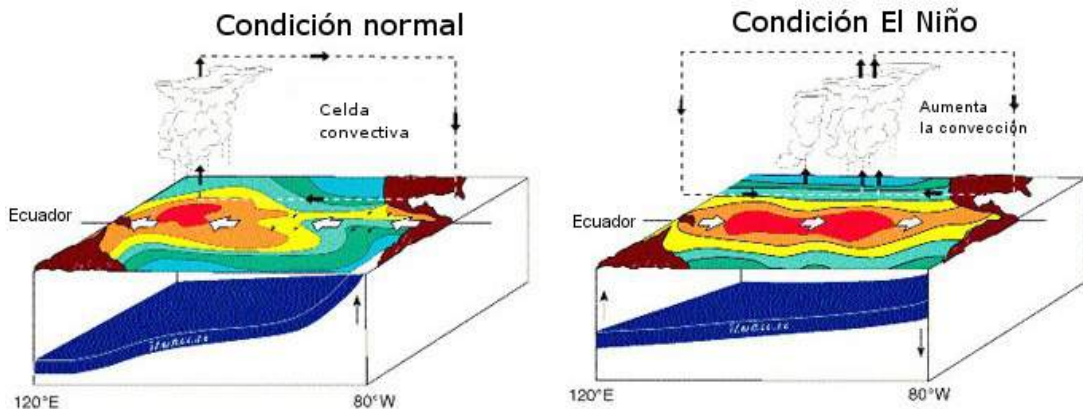 Condición normal
Celda
convectiva
Ecuador
120°E
80°W
Condición El Niño
Aumenta
la convección
Ecuador
120°E
80°W